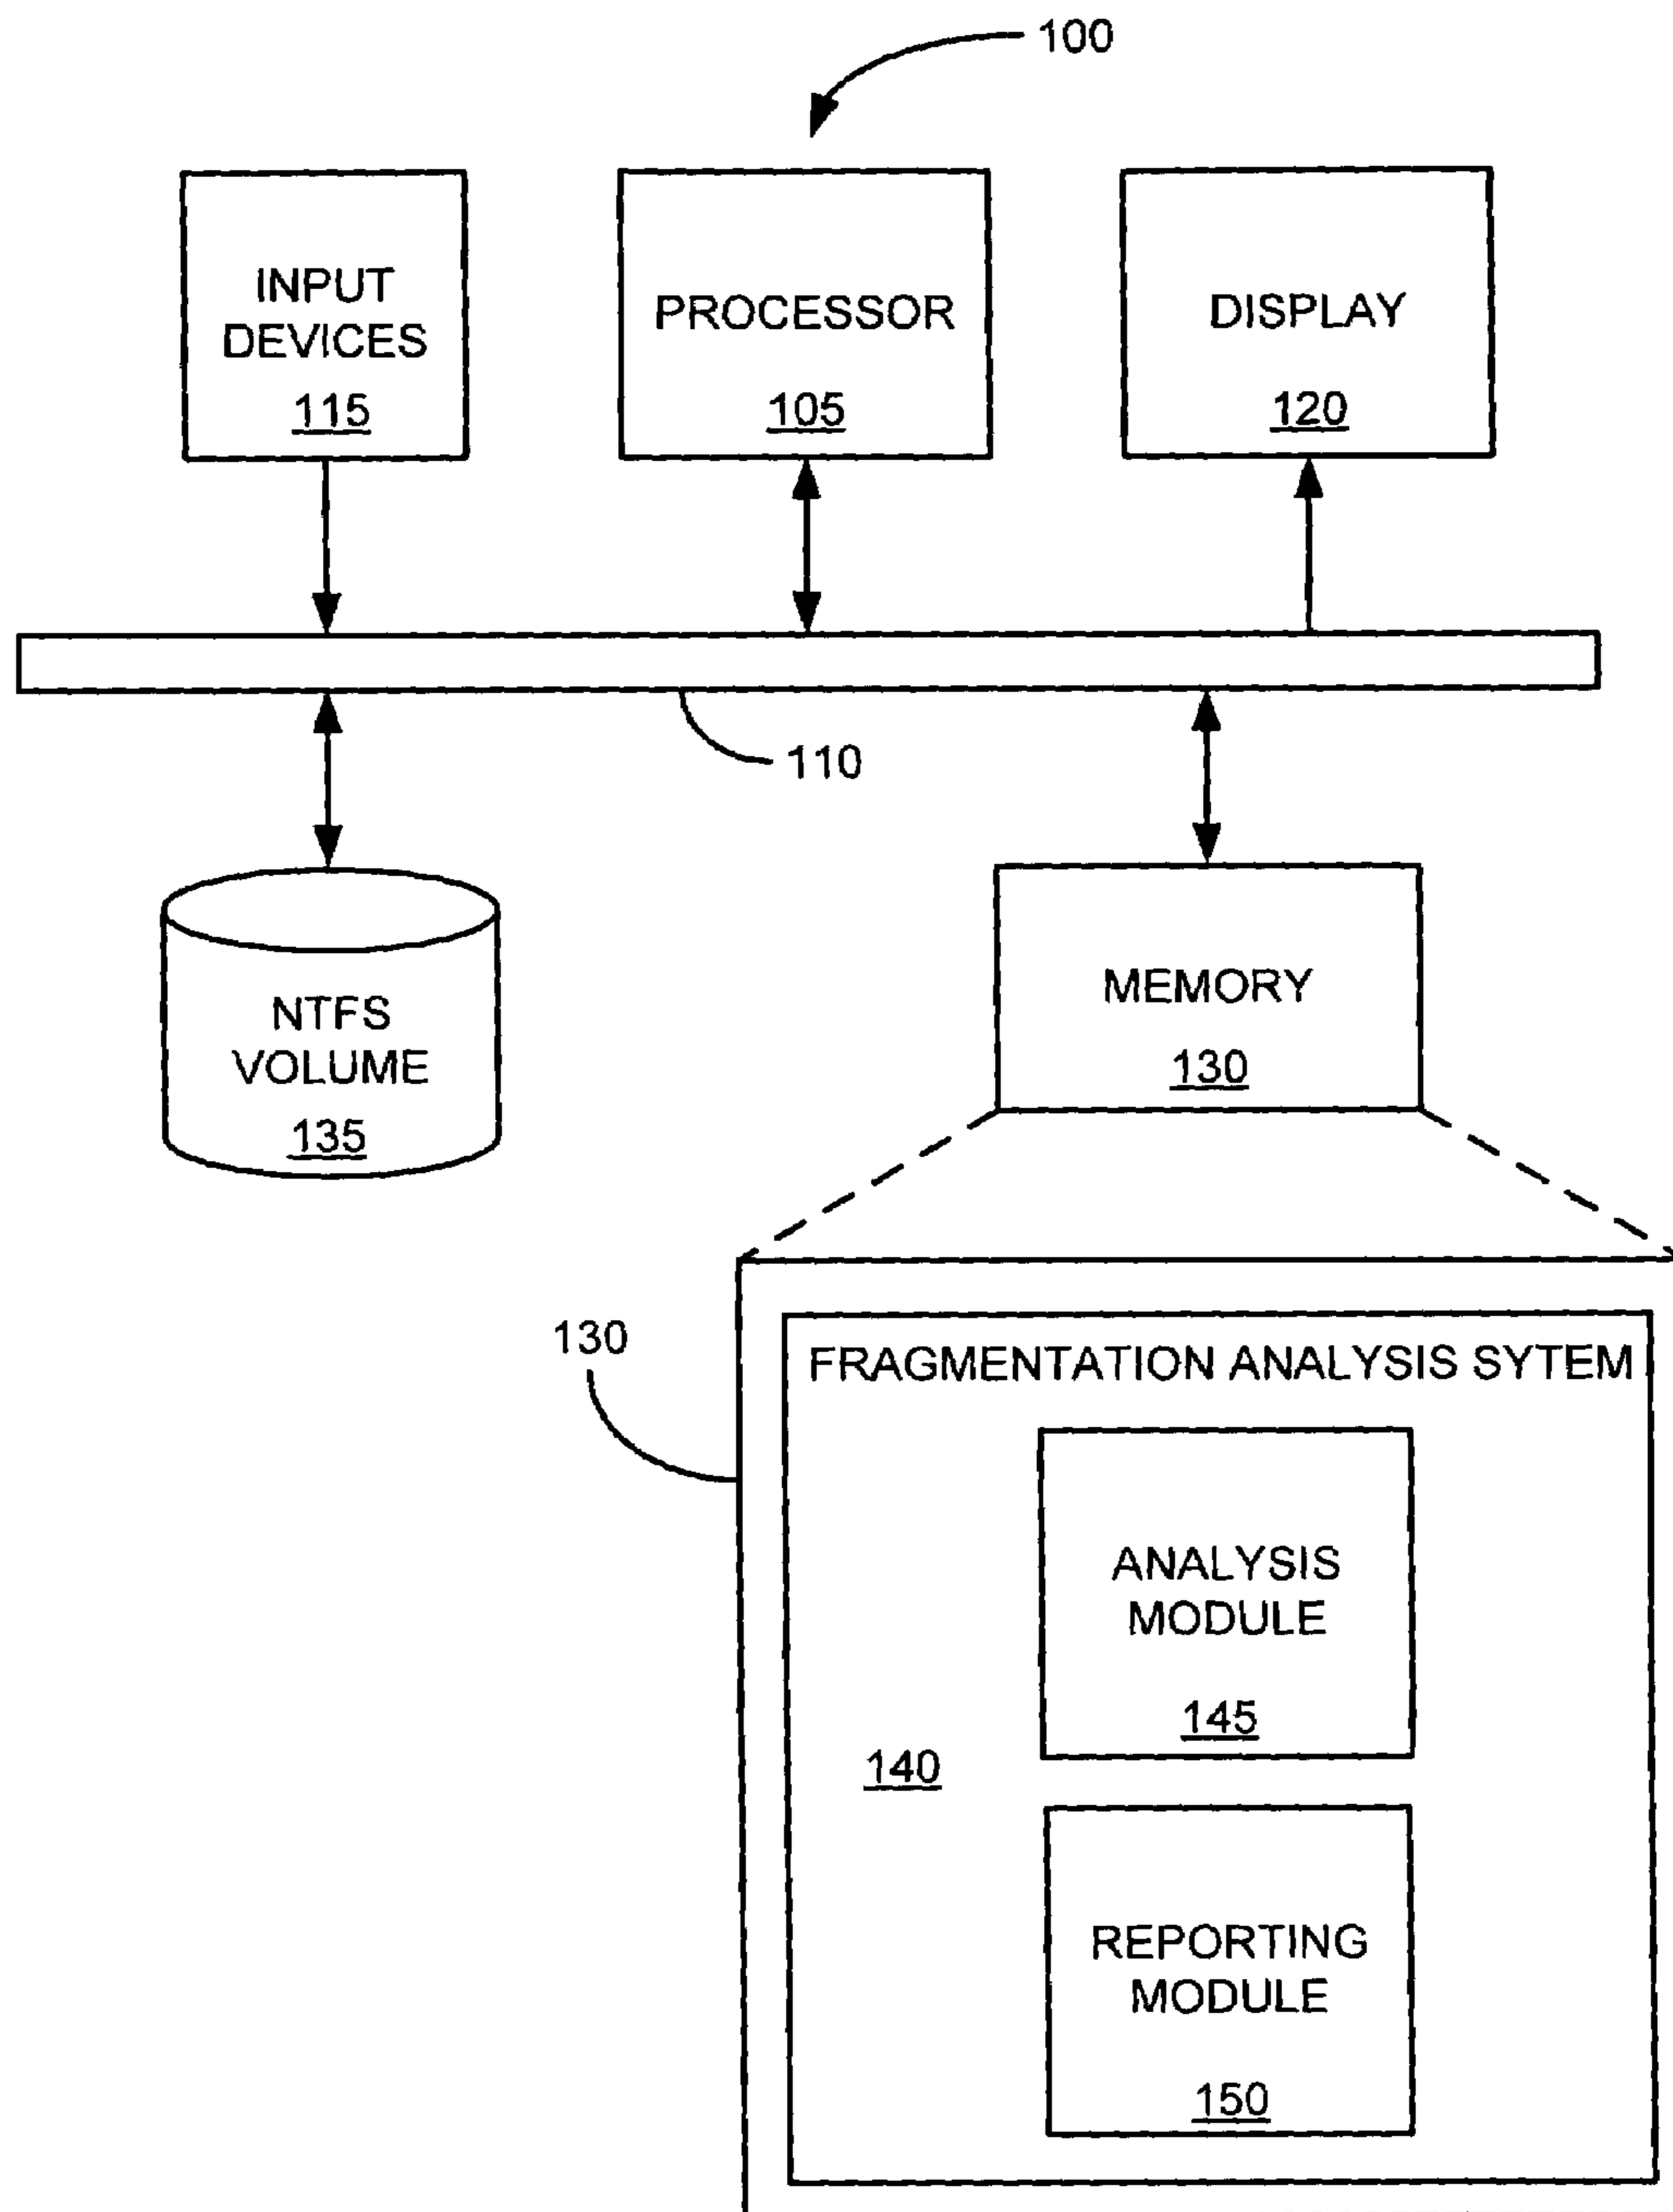 100
INPUT
DEVICES
115
PROCESSOR
105
DISPLAY
120
110
NTFS
VOLUME
135
MEMORY
130
130
FRAGMENTATION ANALYSIS SYTEM
ANALYSIS
MODULE
145
140
REPORTING
MODULE
150